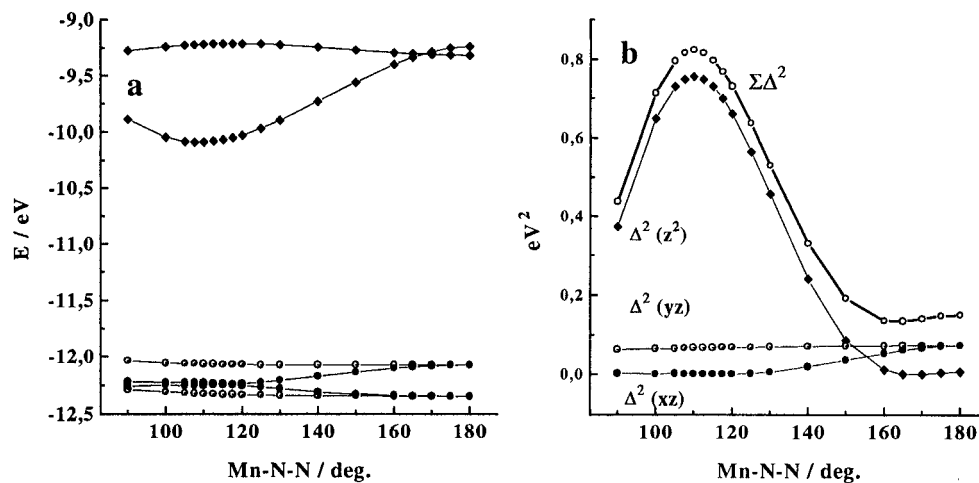 -9,0
-9,5
-10,0
-10,5
-11,0
-11,5
-12,0
-12,5
E / eV
a
100 120 140 160 180
Mn-N-N / deg.
0,8
0,6
0,4
0,2
0,0
eV²
b
ΣΔ²
Δ² (z²)
Δ² (yz)
Δ² (xz)
100 120 140 160 180
Mn-N-N / deg.